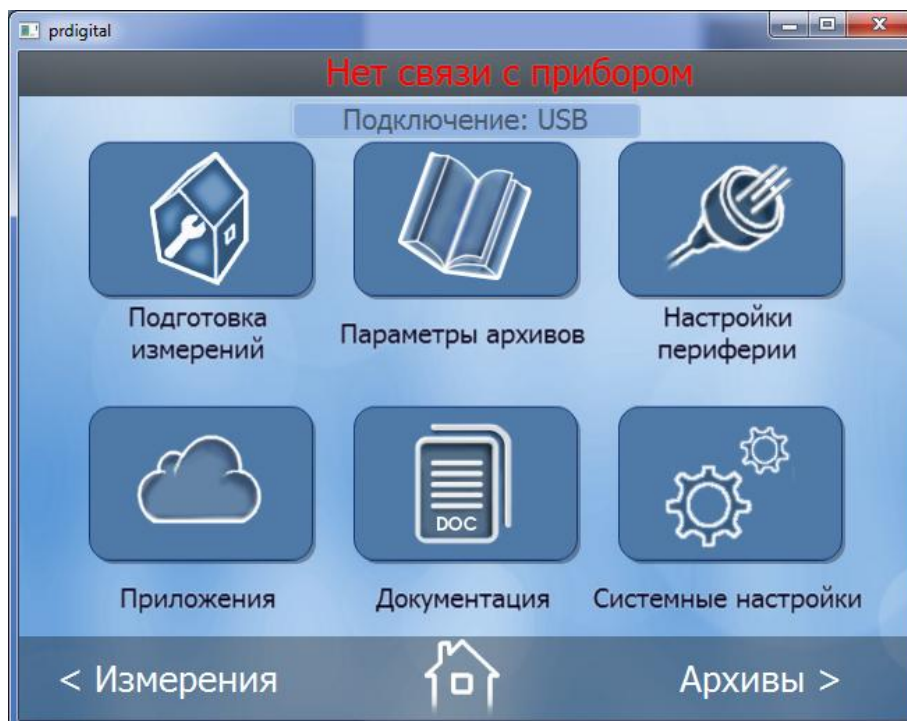 prdigital
Нет связи с прибором
Подключение: USB
Подготовка
измерений
Параметры архивов
Настройки
периферии
DOC
Приложения
Документация
Системные настройки
< Измерения
Архивы >